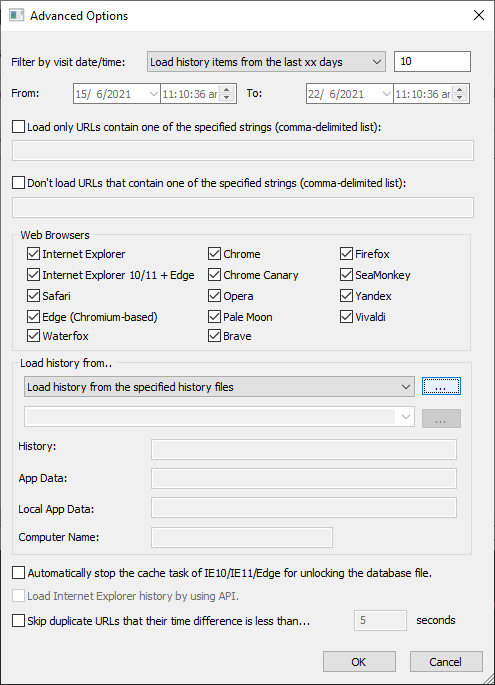 Advanced Options
Filter by visit date/time: Load history items from the last xx days 10
From: 15/ 6/2021 11:10:36 ar To: 22/ 6/2021 11:10:36 ar
Load only URLs contain one of the specified strings (comma-delimited list):
Don't load URLs that contain one of the specified strings (comma-delimited list):
Web Browsers
Internet Explorer Chrome Firefox
Internet Explorer 10/11 + Edge Chrome Canary SeaMonkey
Safari Opera Yandex
Edge (Chromium-based) Pale Moon Vivaldi
Waterfox Brave
Load history from..
Load history from the specified history files ...
...
History:
App Data:
Local App Data:
Computer Name:
Automatically stop the cache task of IE10/IE11/Edge for unlocking the database file.
Load Internet Explorer history by using API.
Skip duplicate URLs that their time difference is less than... 5 seconds
OK Cancel